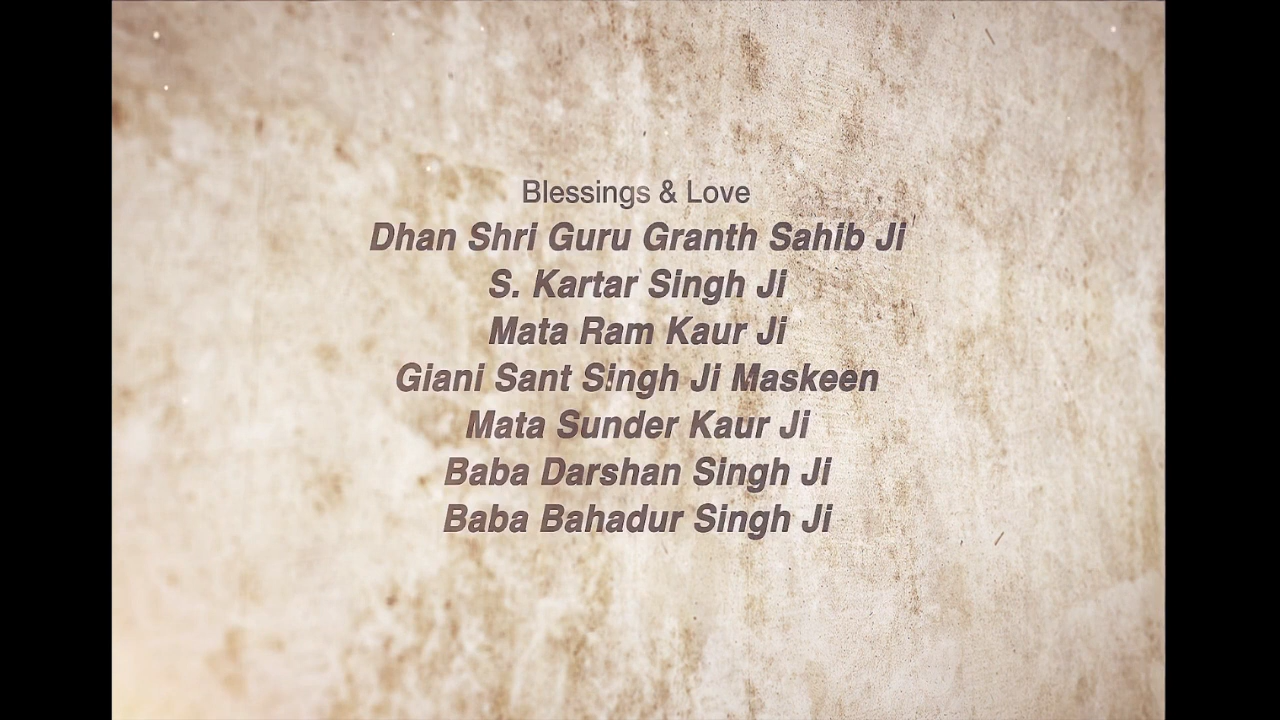 Blessings & Love
Dhan Shri Guru Granth Sahib Ji
S. Kartar Singh Ji
Mata Ram Kaur Ji
Giani Sant Singh Ji Maskeen
Mata Sunder Kaur Ji
Baba Darshan Singh Ji
Baba Bahadur Singh Ji